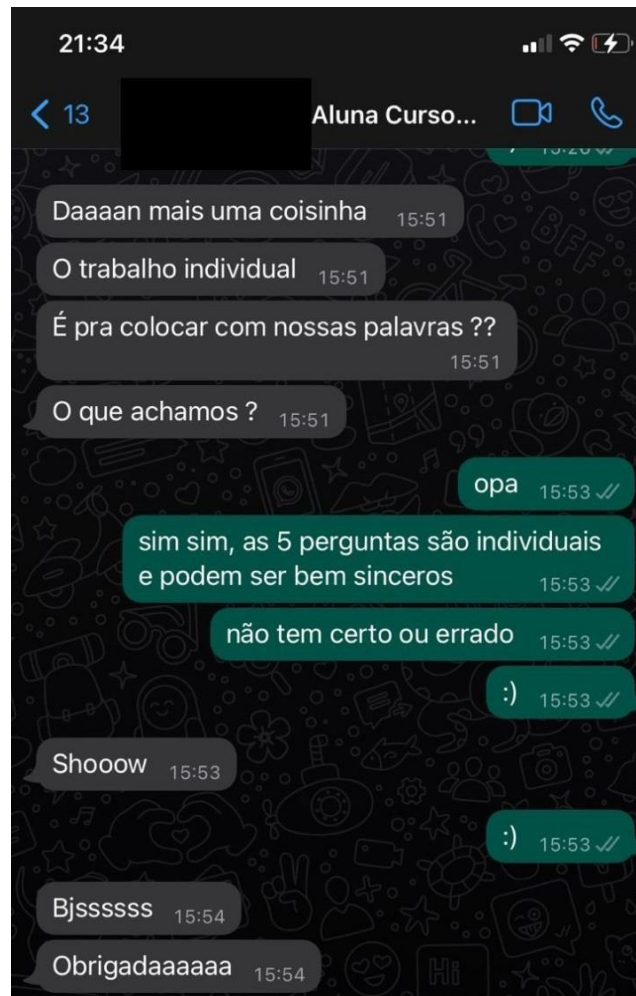 21:34
13
Aluna Curso...
Daaaan mais uma coisinha 15:51
O trabalho individual 15:51
É pra colocar com nossas palavras ??
15:51
O que achamos ? 15:51
opa 15:53
sim sim, as 5 perguntas são individuais
e podem ser bem sinceros 15:53
não tem certo ou errado 15:53
:) 15:53
Shooow 15:53
:) 15:53
Bjssssss 15:54
Obrigadaaaaaa 15:54